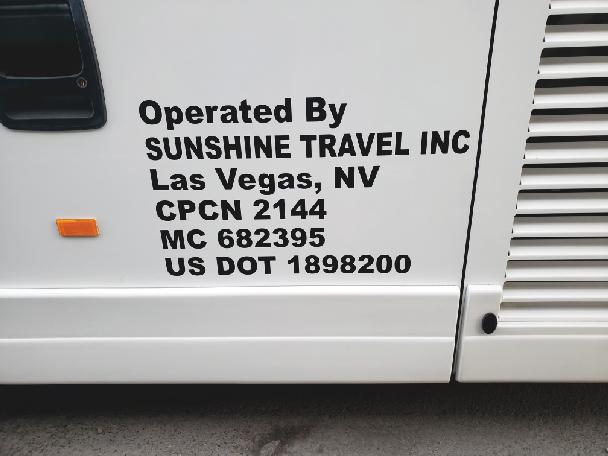 Operated By
SUNSHINE TRAVEL INC
Las Vegas, NV
CPCN 2144
MC 682395
US DOT 1898200